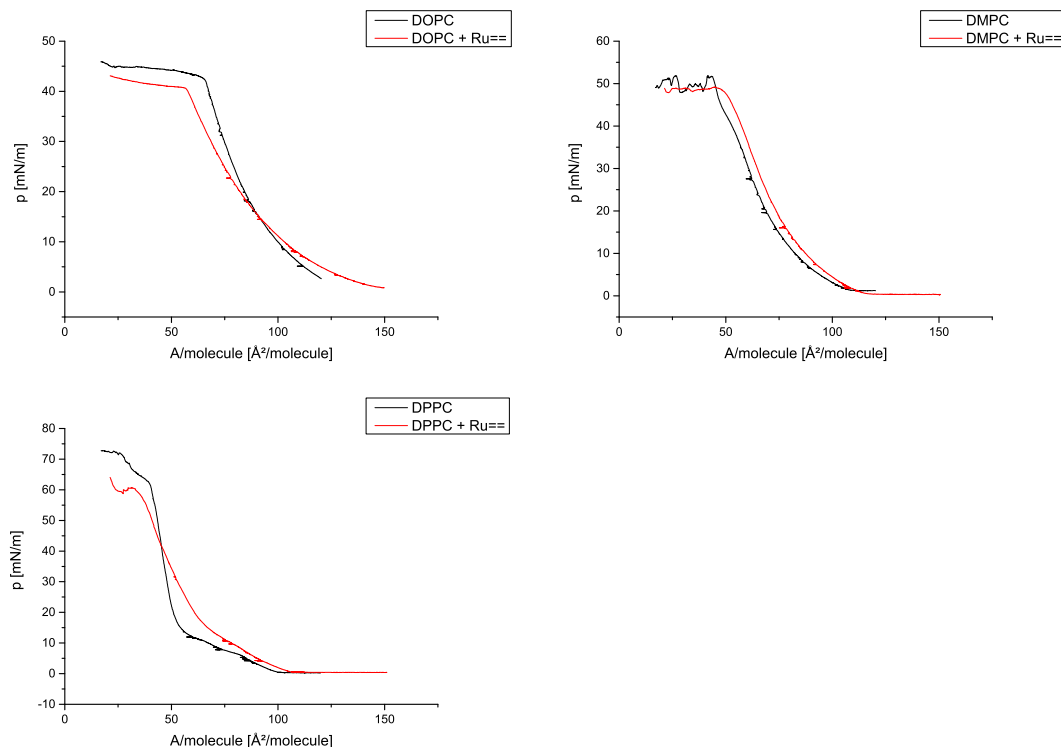 DOPC
DOPC + Ru==
50
40
30
20
10
0
p [mN/m]
0 50 100 150
A/molecule [Å²/molecule]
DMPC
DMPC + Ru==
60
50
40
30
20
10
0
p [mN/m]
0 50 100 150
A/molecule [Å²/molecule]
DPPC
DPPC + Ru==
80
70
60
50
40
30
20
10
0
-10
p [mN/m]
0 50 100 150
A/molecule [Å²/molecule]